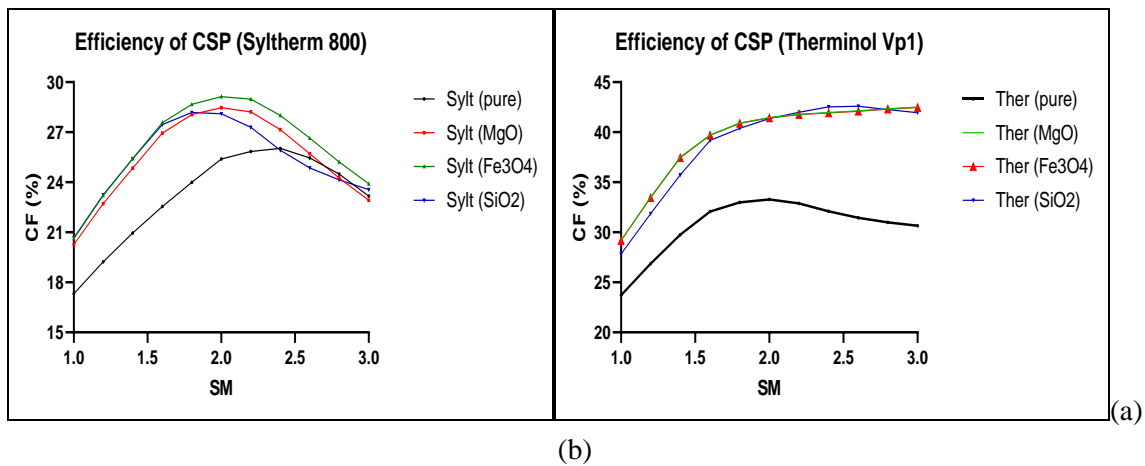 Efficiency of CSP (Syltherm 800)
CF (%)
30
27
24
21
18
15
1.0 1.5 2.0 2.5 3.0
SM
Sylt (pure)
Sylt (MgO)
Sylt (Fe3O4)
Sylt (SiO2)
Efficiency of CSP (Therminol Vp1)
CF (%)
45
40
35
30
25
20
1.0 1.5 2.0 2.5 3.0
SM
Ther (pure)
Ther (MgO)
Ther (Fe3O4)
Ther (SiO2)
(a)
(b)